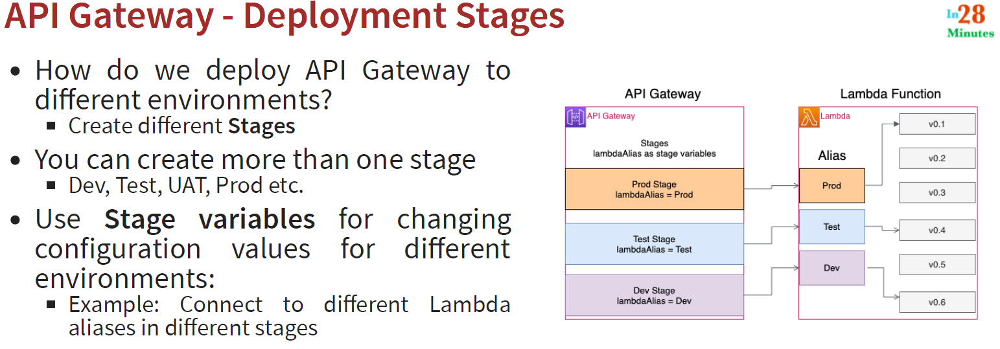 API Gateway - Deployment Stages
In28
Minutes
• How do we deploy API Gateway to
different environments?
▪ Create different Stages
• You can create more than one stage
▪ Dev, Test, UAT, Prod etc.
• Use Stage variables for changing
configuration values for different
environments:
▪ Example: Connect to different Lambda
aliases in different stages
API Gateway
API Gateway
Stages
lambdaAlias as stage variables
Prod Stage
lambdaAlias = Prod
Test Stage
lambdaAlias = Test
Dev Stage
lambdaAlias = Dev
Lambda Function
Lambda
Alias
Prod
Test
Dev
v0.1
v0.2
v0.3
v0.4
v0.5
v0.6